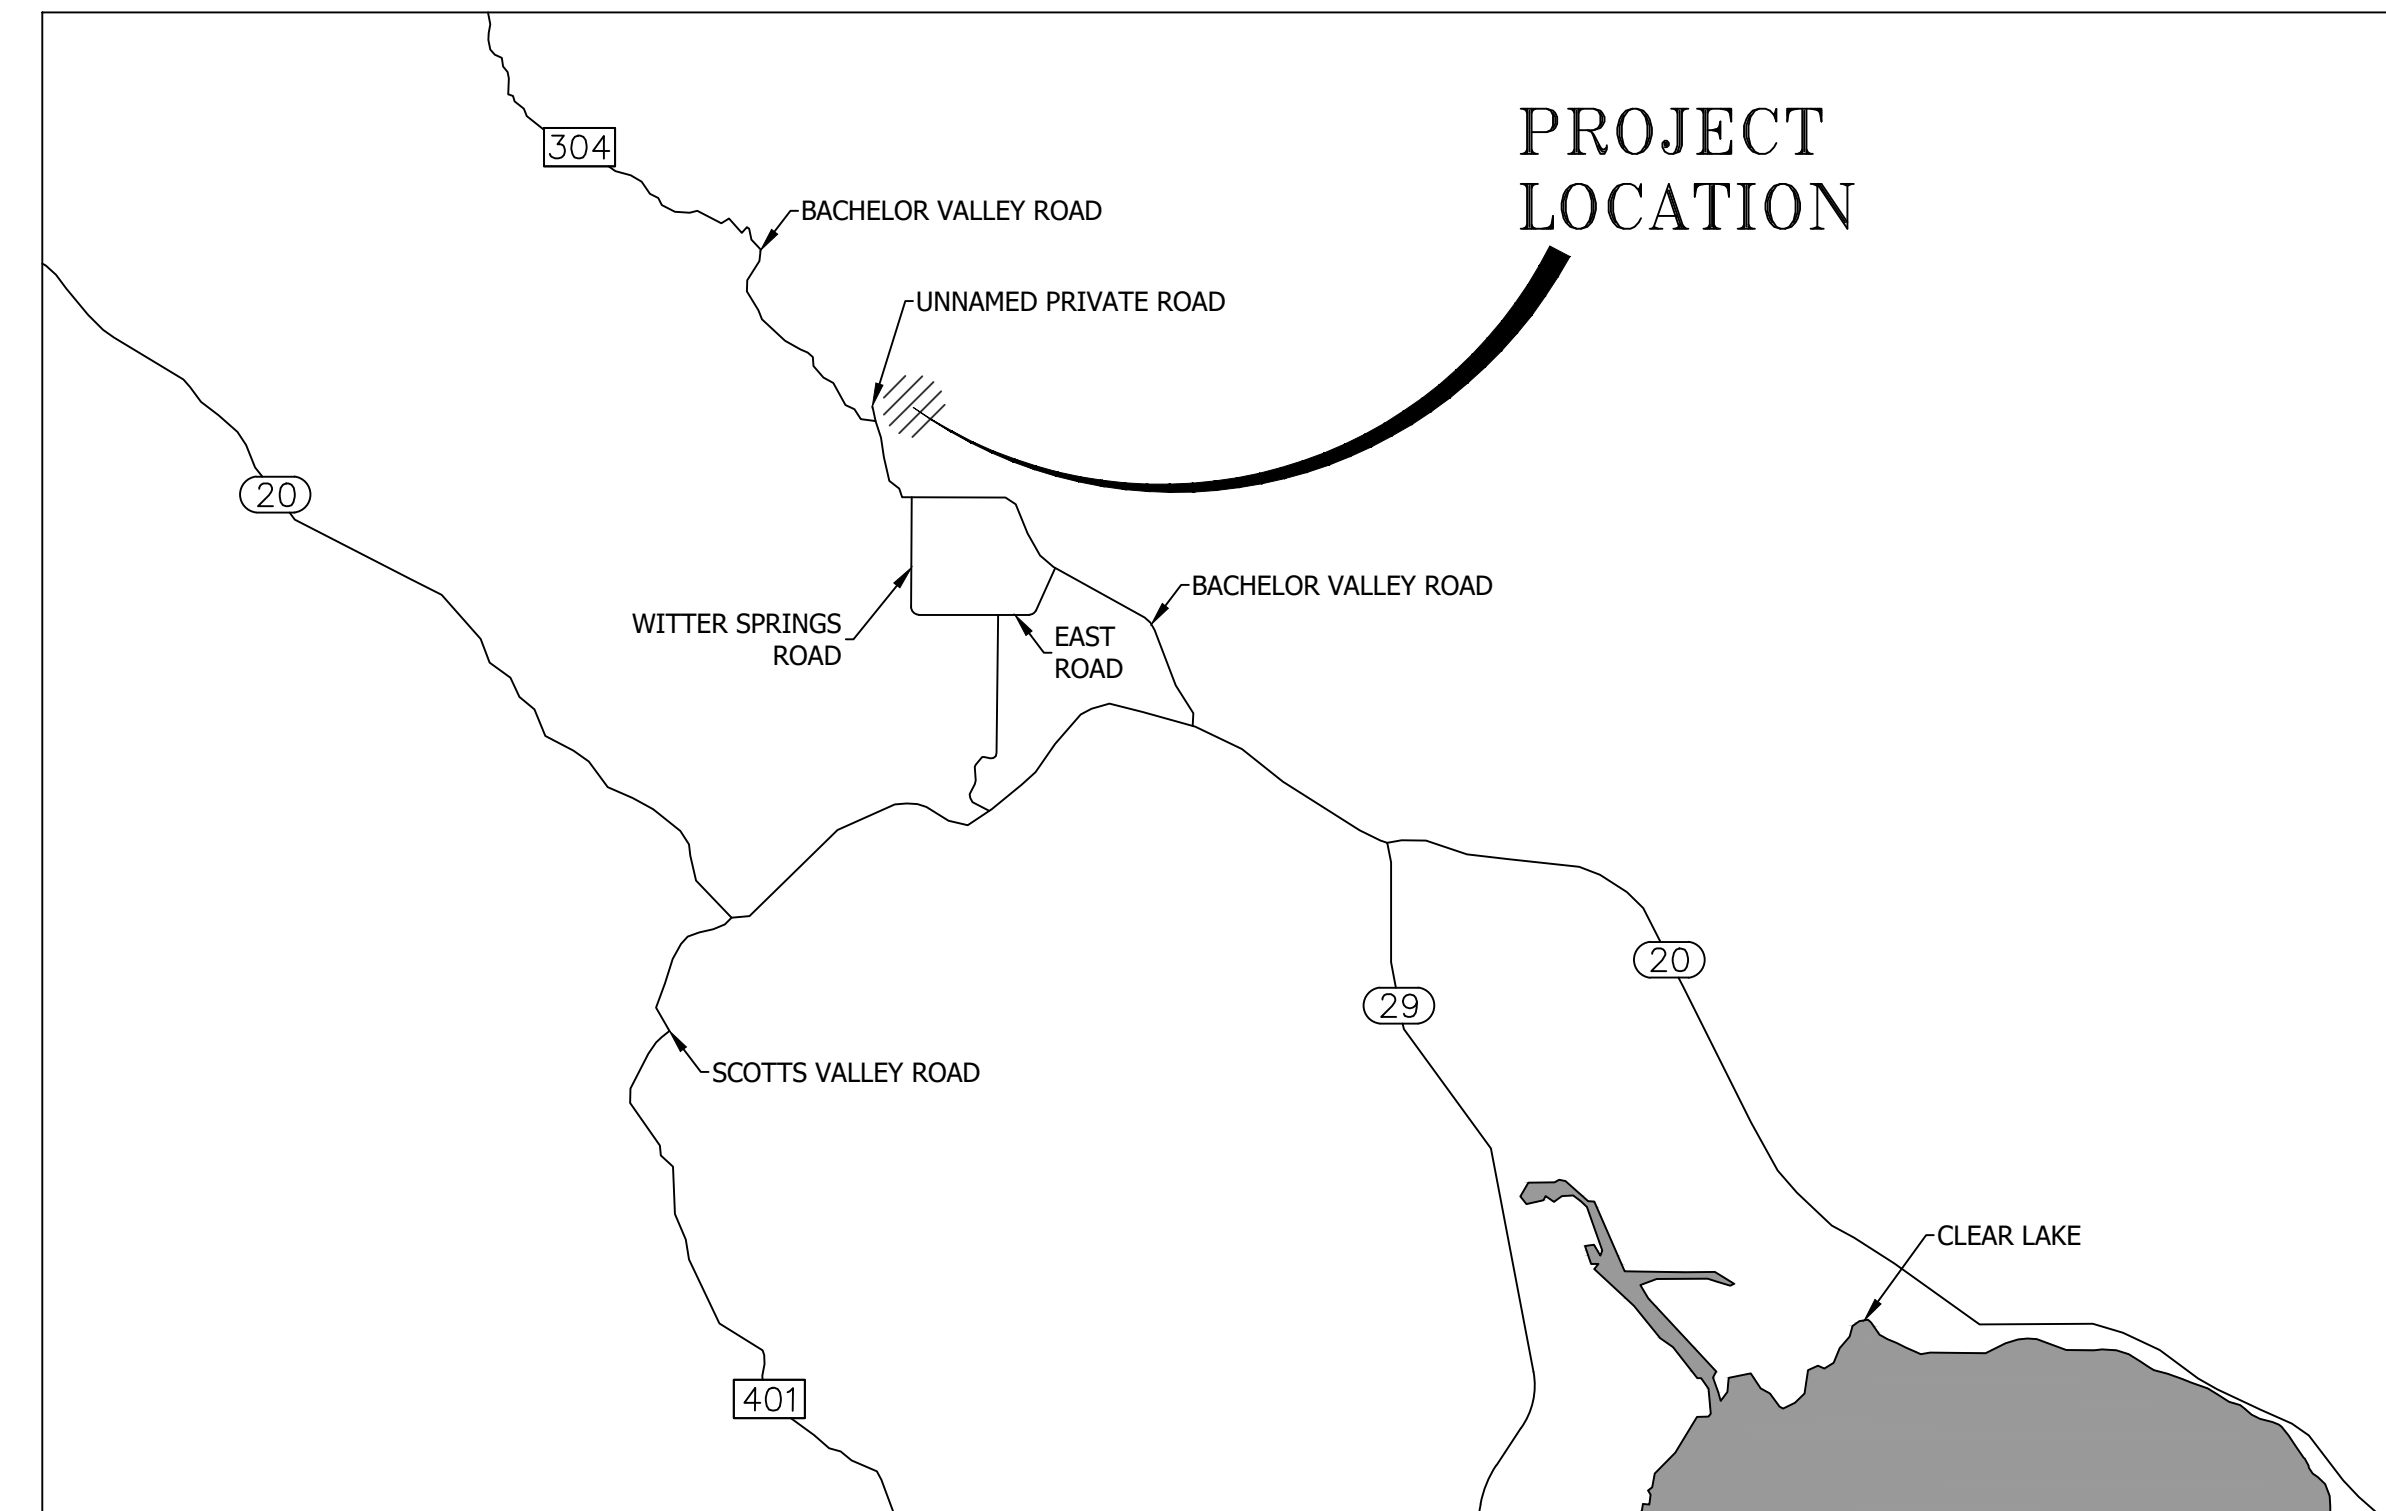 PROJECT
LOCATION
304
BACHELOR VALLEY ROAD
UNNAMED PRIVATE ROAD
20
BACHELOR VALLEY ROAD
WITTER SPRINGS
ROAD
EAST
ROAD
20
29
SCOTTS VALLEY ROAD
CLEAR LAKE
401